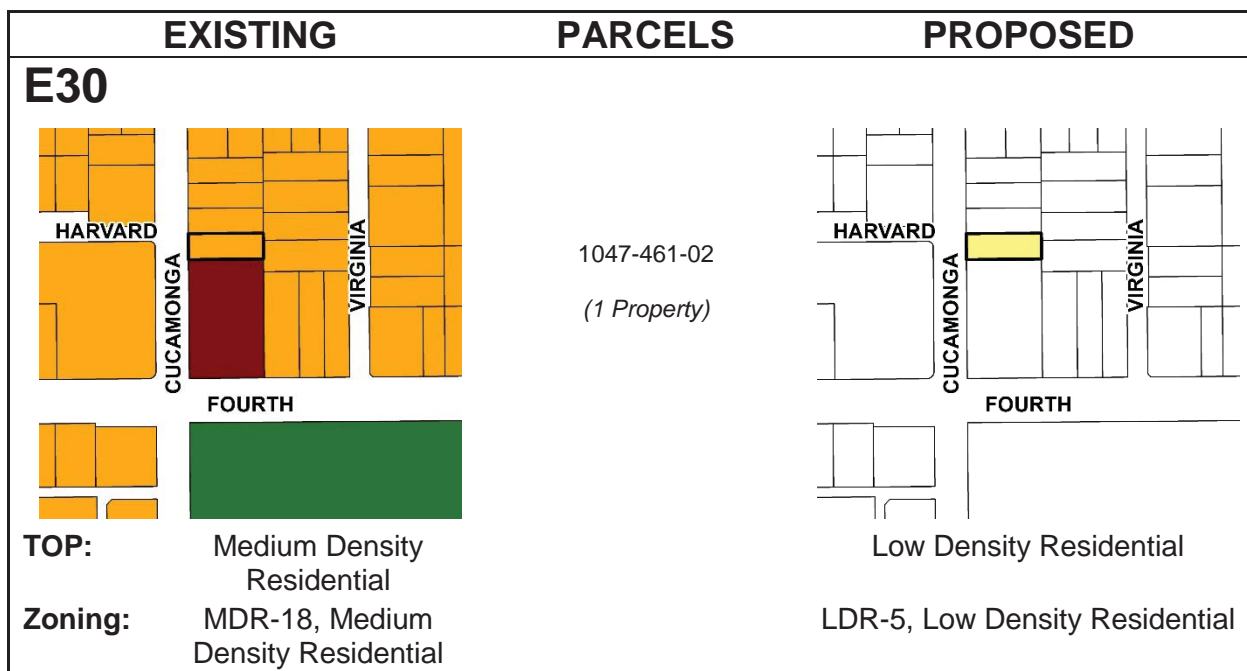 EXISTING PARCELS PROPOSED
E30
HARVARD
CUCAMONGA
VIRGINIA
FOURTH
1047-461-02
(1 Property)
HARVARD
CUCAMONGA
VIRGINIA
FOURTH
TOP: Medium Density
Residential
Low Density Residential
Zoning: MDR-18, Medium
Density Residential
LDR-5, Low Density Residential